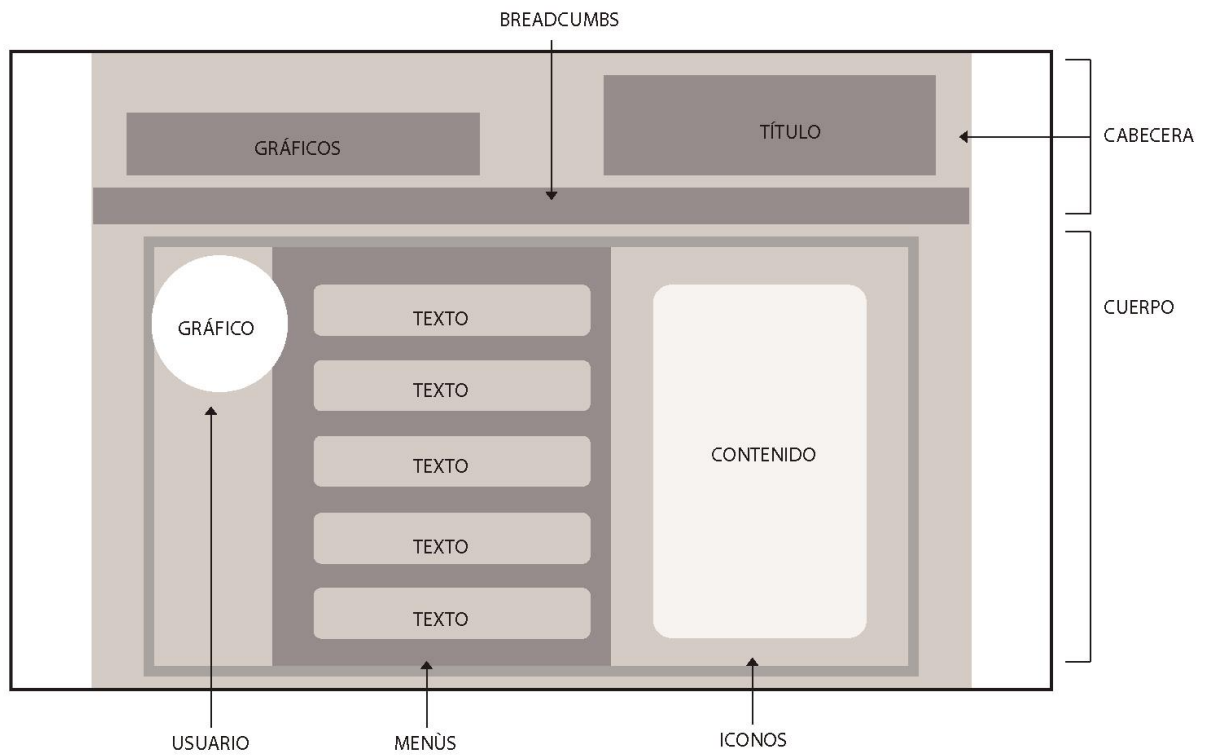 BREADCUMBS
GRÁFICOS
TÍTULO
CABECERA
GRÁFICO
TEXTO
TEXTO
TEXTO
TEXTO
TEXTO
CONTENIDO
CUERPO
USUARIO
MENÙS
ICONOS